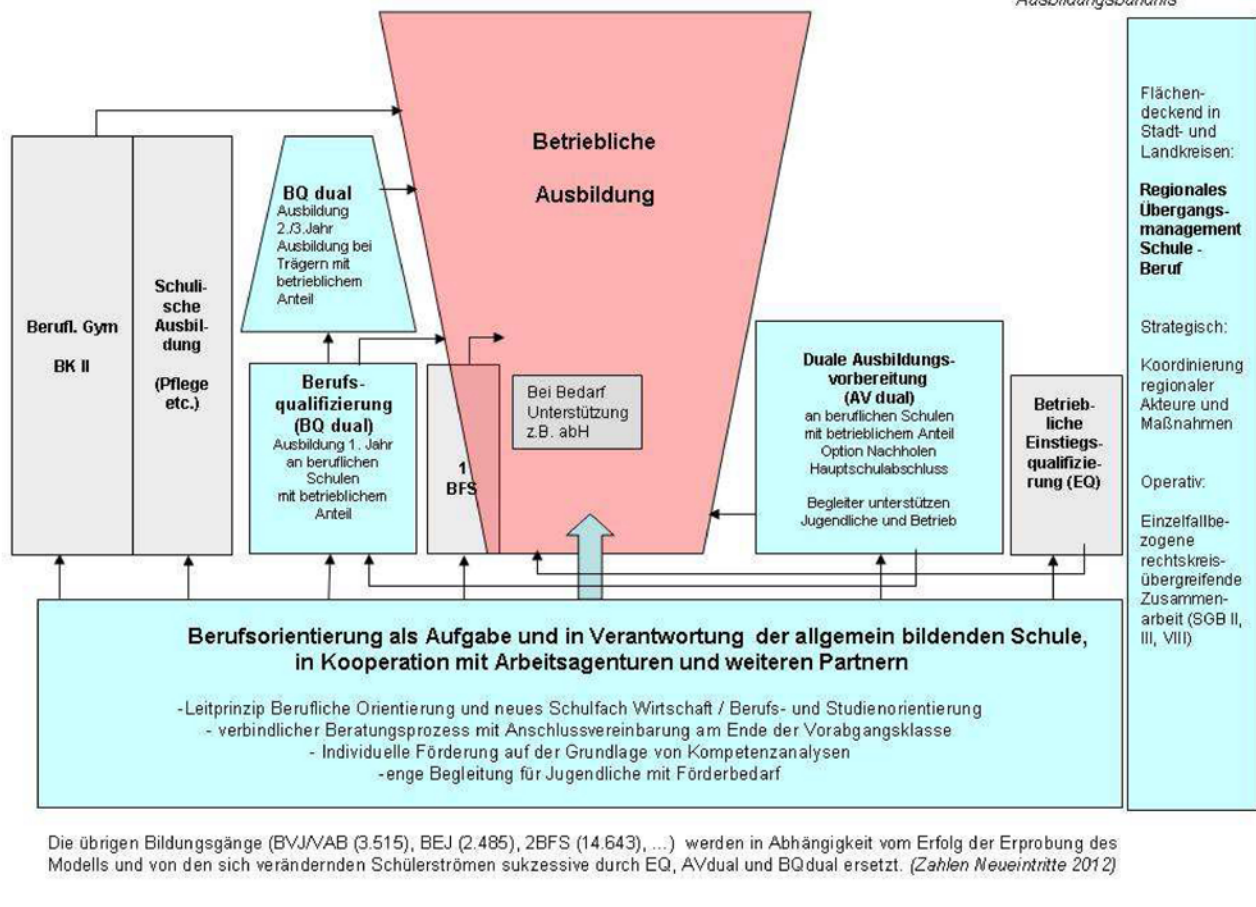 Ausbildungsbündnis
Betriebliche
Ausbildung
Berufl. Gym
BK II
Schuli-
sche
Ausbil-
dung
(Pflege
etc.)
BQ dual
Ausbildung
2./3.Jahr
Ausbildung bei
Trägern mit
betrieblichem
Anteil
Berufs-
qualifizierung
(BQ dual)
Ausbildung 1. Jahr
an beruflichen
Schulen
mit betrieblichem
Anteil
1
BFS
Bei Bedarf
Unterstützung
z.B. abH
Duale Ausbildungs-
vorbereitung
(AV dual)
an beruflichen Schulen
mit betrieblichem Anteil
Option Nachholen
Hauptschulabschluss
Begleiter unterstützen
Jugendliche und Betrieb
Betrieb-
liche
Einstiegs-
qualifizie-
rung (EQ)
Flächen-
deckend in
Stadt- und
Landkreisen:
Regionales
Übergangs-
management
Schule -
Beruf
Strategisch:
Koordinierung
regionaler
Akteure und
Maßnahmen
Operativ:
Einzelfallbe-
zogene
rechtskreis-
übergreifende
Zusammen-
arbeit (SGB II,
III, VIII)
Berufsorientierung als Aufgabe und in Verantwortung der allgemein bildenden Schule,
in Kooperation mit Arbeitsagenturen und weiteren Partnern
-Leitprinzip Berufliche Orientierung und neues Schulfach Wirtschaft / Berufs- und Studienorientierung
- verbindlicher Beratungsprozess mit Anschlussvereinbarung am Ende der Vorabgangsklasse
- Individuelle Förderung auf der Grundlage von Kompetenzanalysen
-enge Begleitung für Jugendliche mit Förderbedarf
Die übrigen Bildungsgänge (BVJ/VAB (3.515), BEJ (2.485), 2BFS (14.643), ...) werden in Abhängigkeit vom Erfolg der Erprobung des
Modells und von den sich verändernden Schülerströmen sukzessive durch EQ, AVdual und BQdual ersetzt. (Zahlen Neueintritte 2012)